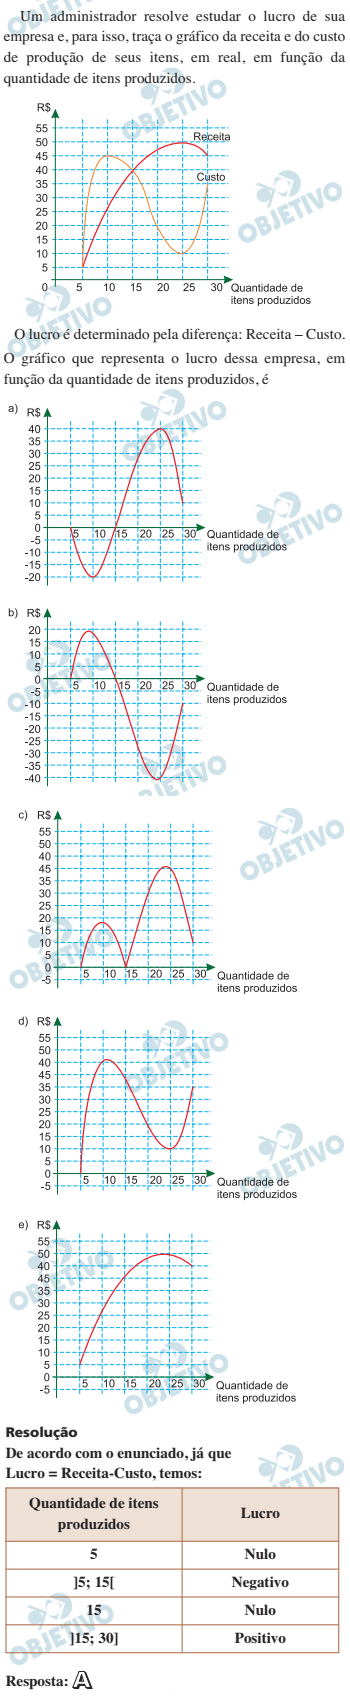 Um administrador resolve estudar o lucro de sua
empresa e, para isso, traça o gráfico da receita e do custo
de produção de seus itens, em real, em função da
quantidade de itens produzidos.
R$
55
50
45
40
35
30
25
20
15
10
5
0 5 10 15 20 25 30
Receita
Custo
Quantidade de
itens produzidos
O lucro é determinado pela diferença: Receita – Custo.
O gráfico que representa o lucro dessa empresa, em
função da quantidade de itens produzidos, é
a) R$
40
35
30
25
20
15
10
5
0
-5
-10
-15
-20
5 10 15 20 25 30
Quantidade de
itens produzidos
b) R$
20
15
10
5
0
-5
-10
-15
-20
-25
-30
-35
-40
5 10 15 20 25 30
Quantidade de
itens produzidos
c) R$
55
50
40
45
35
30
25
20
15
10
5
0
-5
5 10 15 20 25 30
Quantidade de
itens produzidos
d) R$
55
50
40
45
35
30
25
20
15
10
5
0
-5
5 10 15 20 25 30
Quantidade de
itens produzidos
e) R$
55
50
40
45
35
30
25
20
15
10
5
0
-5
5 10 15 20 25 30
Quantidade de
itens produzidos
Resolução
De acordo com o enunciado, já que
Lucro = Receita-Custo, temos:
Quantidade de itens
produzidos
Lucro
5 Nulo
]5; 15[ Negativo
15 Nulo
]15; 30] Positivo
Resposta: A
OBJETIVO